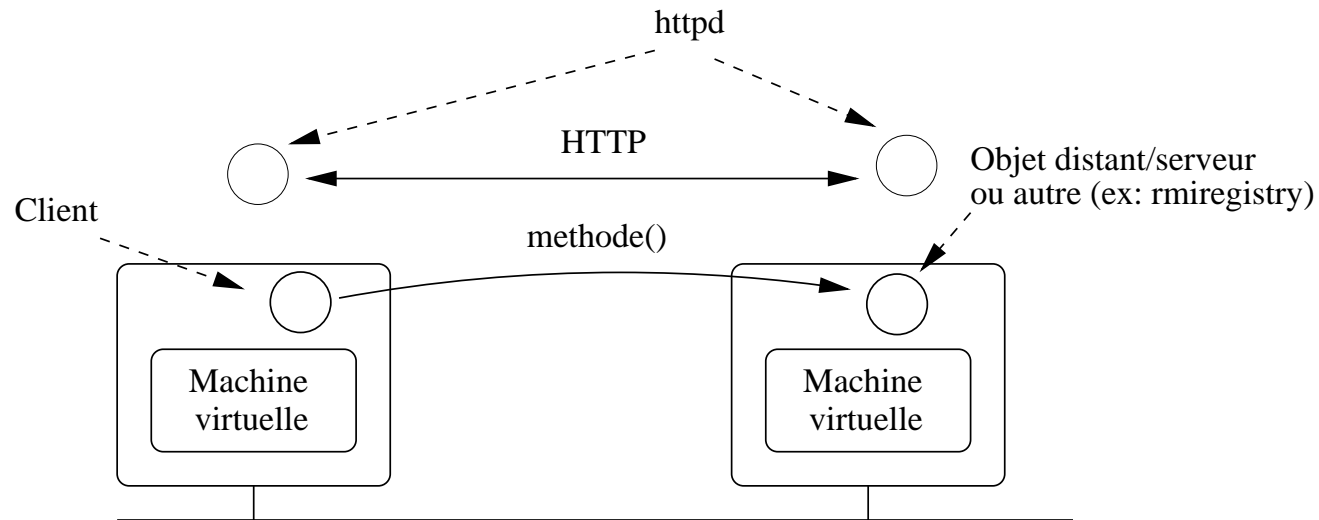 httpd
HTTP
Objet distant/serveur
ou autre (ex: rmiregistry)
Client
methode()
Machine
virtuelle
Machine
virtuelle